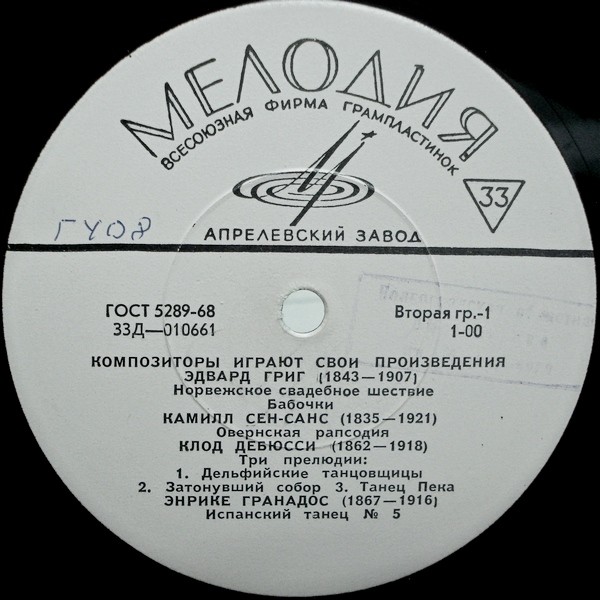 МЕЛОДИЯ
ВСЕСОЮЗНАЯ ФИРМА ГРАМПЛАСТИНОК
33
АПРЕЛЕВСКИЙ ЗАВОД
ГУ08
ГОСТ 5289-68
33Д—010661
Вторая гр.-1
1-00
КОМПОЗИТОРЫ ИГРАЮТ СВОИ ПРОИЗВЕДЕНИЯ
ЭДВАРД ГРИГ (1843—1907)
Норвежское свадебное шествие
Бабочки
КАМИЛЛ СЕН-САНС (1835—1921)
Овернская рапсодия
КЛОД ДЕБЮССИ (1862—1918)
Три прелюдии:
1. Дельфийские танцовщицы
2. Затонувший собор 3. Танец Пека
ЭНРИКЕ ГРАНАДОС (1867—1916)
Испанский танец № 5